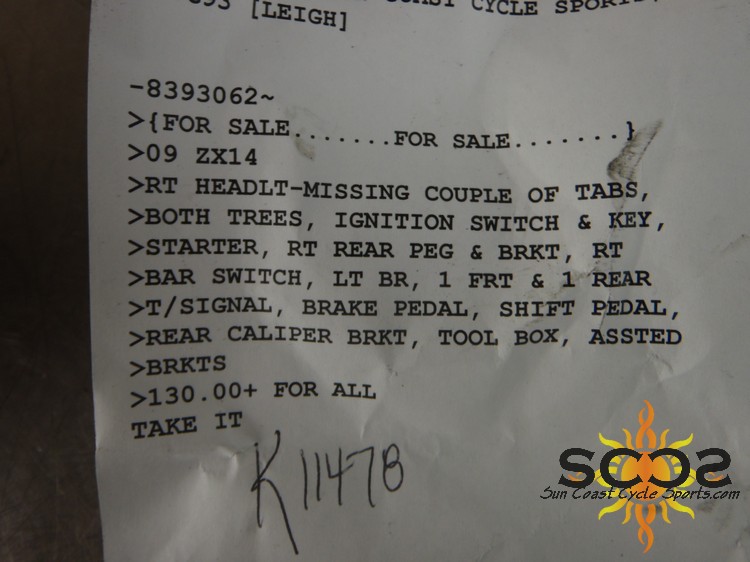 COAST CYCLE SPORTS
[LEIGH]
-8393062~
>{FOR SALE.......FOR SALE.......}
>09 ZX14
>RT HEADLT-MISSING COUPLE OF TABS,
>BOTH TREES, IGNITION SWITCH & KEY,
>STARTER, RT REAR PEG & BRKT, RT
>BAR SWITCH, LT BR, 1 FRT & 1 REAR
>T/SIGNAL, BRAKE PEDAL, SHIFT PEDAL,
>REAR CALIPER BRKT, TOOL BOX, ASSTED
>BRKTS
>130.00+ FOR ALL
TAKE IT
K11478
SCCS
Sun Coast Cycle Sports.com